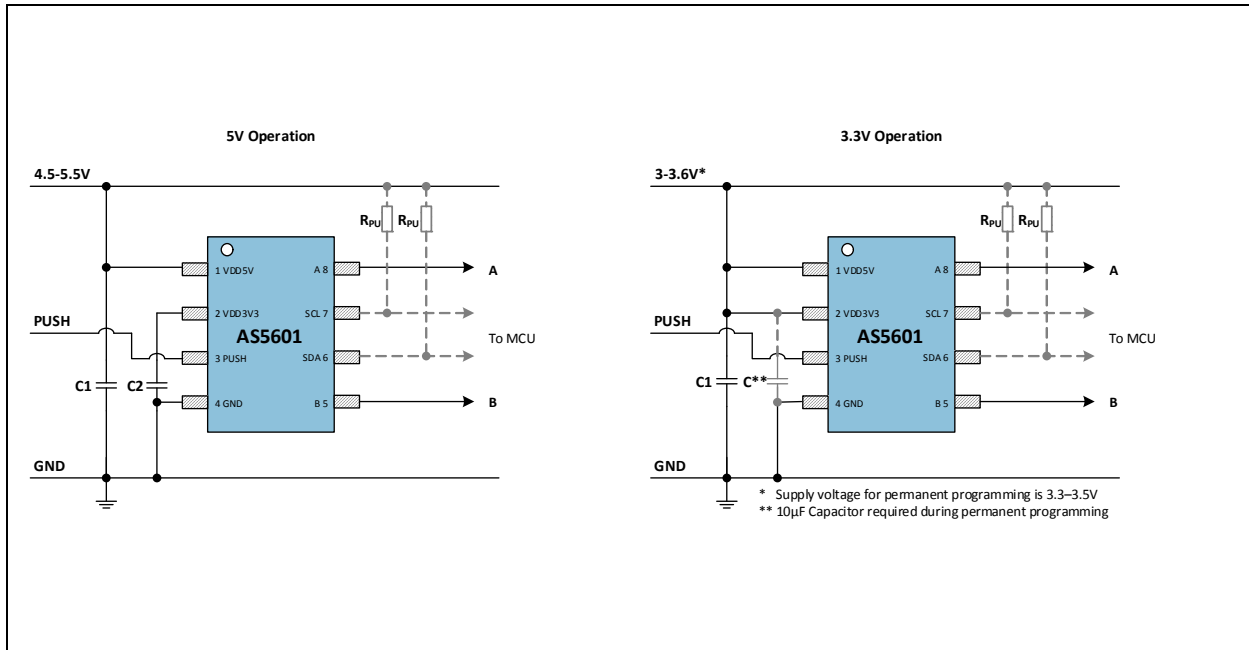 5V Operation
4.5-5.5V
RPU RPU
1 VDD5V
A 8
A
2 VDD3V3
SCL 7
PUSH
AS5601
To MCU
3 PUSH
SDA 6
C1
C2
4 GND
B 5
B
GND
3.3V Operation
3-3.6V*
RPU RPU
1 VDD5V
A 8
A
2 VDD3V3
SCL 7
PUSH
AS5601
To MCU
3 PUSH
SDA 6
C1
C**
4 GND
B 5
B
GND
* Supply voltage for permanent programming is 3.3–3.5V
** 10µF Capacitor required during permanent programming